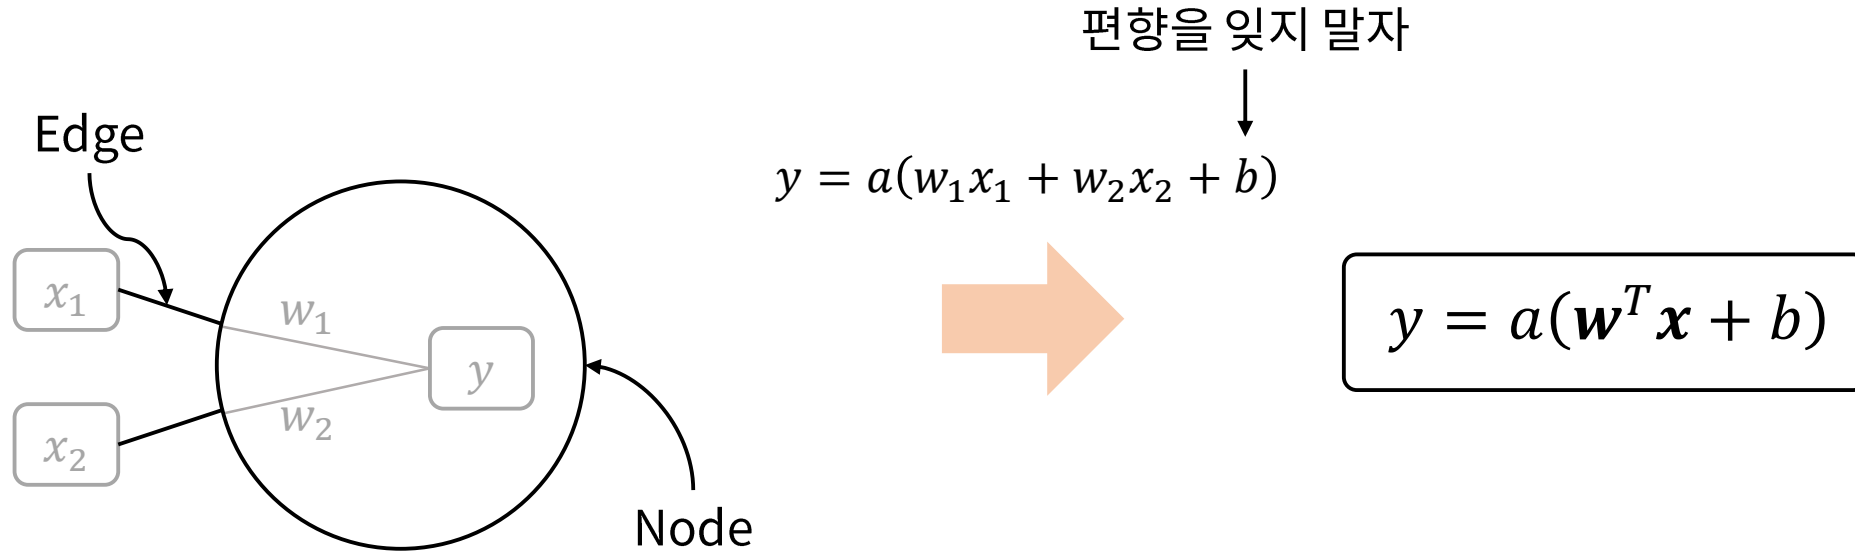 편향을 잊지 말자
Edge
y = a(w₁x₁ + w₂x₂ + b)
x₁
w₁
y = a(𝒘ᵀ𝒙 + b)
y
w₂
x₂
Node